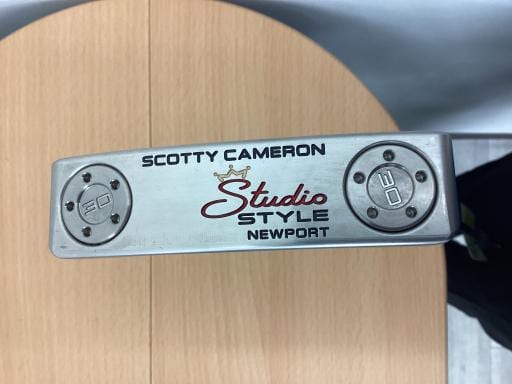 SCOTTY CAMERON
Studio
STYLE
NEWPORT
30
30